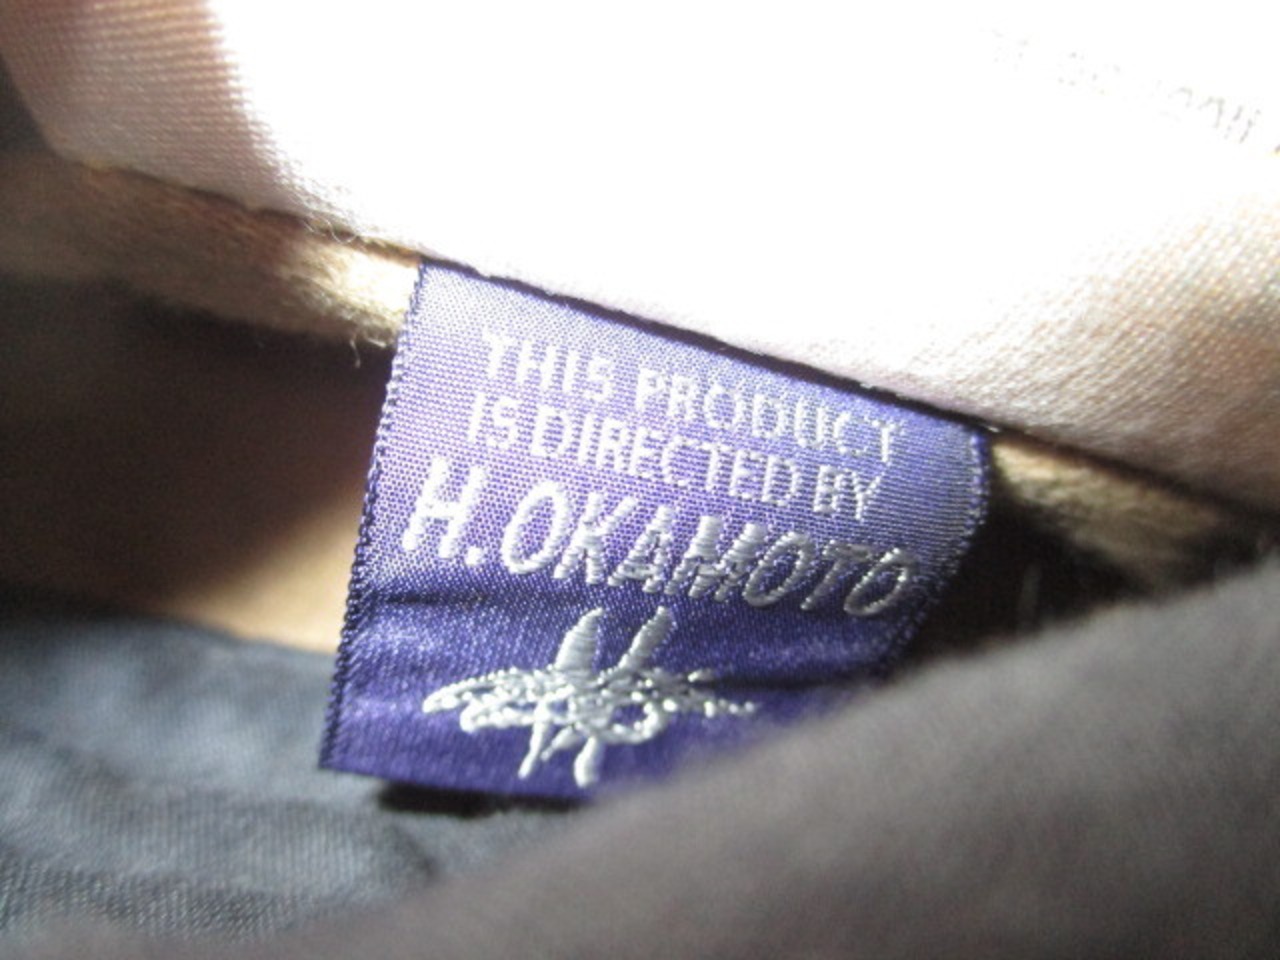 THIS PRODUCT
IS DIRECTED BY
H.OKAMOTO